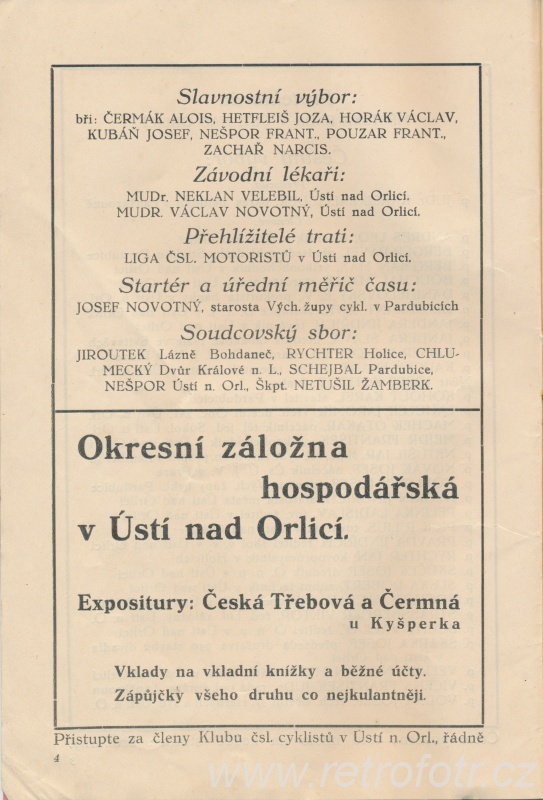 Slavnostní výbor:
bři: ČERMÁK ALOIS, HETFLEIŠ JOZA, HORÁK VÁCLAV,
KUBÁŇ JOSEF, NEŠPOR FRANT., POUZAR FRANT.,
ZACHAŘ NARCIS.
Závodní lékaři:
MUDr. NEKLAN VELEBIL, Ústí nad Orlicí.
MUDR. VÁCLAV NOVOTNÝ, Ústí nad Orlicí.
Přehlížitelé trati:
LIGA ČSL. MOTORISTŮ v Ústí nad Orlicí.
Startér a úřední měřič času:
JOSEF NOVOTNÝ, starosta Vých. župy cykl. v Pardubicích
Soudcovský sbor:
JIROUTEK Lázně Bohdaneč, RYCHTER Holice, CHLU-
MECKÝ Dvůr Králové n. L., SCHEJBAL Pardubice,
NEŠPOR Ústí n. Orl., Škpt. NETUŠIL ŽAMBERK.
Okresní záložna
hospodářská
v Ústí nad Orlicí.
Expositury: Česká Třebová a Čermná
u Kyšperka
Vklady na vkladní knížky a běžné účty.
Zápůjčky všeho druhu co nejkulantněji.
Přistupte za členy Klubu čsl. cyklistů v Ústí n. Orl., řádně
4
www.retrofotr.cz